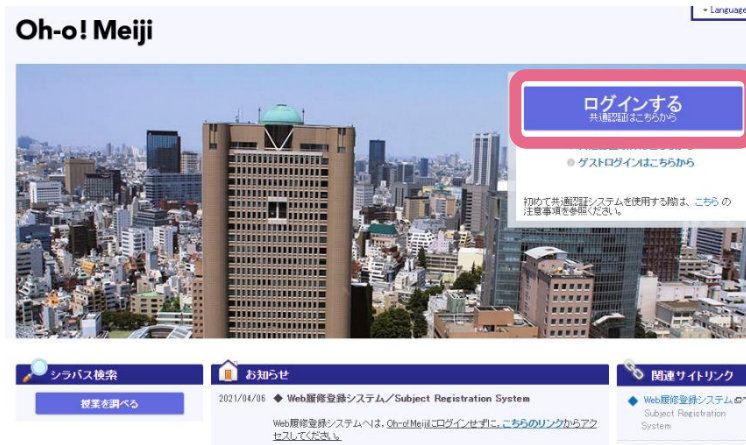 Language
Oh-o! Meiji
ログインする
共通認証はこちらから
ゲストログインはこちらから
初めて共通認証システムを使用する際は、こちら の
注意事項を参照ください。
シラバス検索
授業を調べる
お知らせ
2021/04/06 ◆ Web履修登録システム/Subject Registration System
Web履修登録システムへは、Oh-o!Meijiにログインせずに、こちらのリンクからアク
セスしてください。
関連サイトリンク
Web履修登録システム
Subject Registration
System